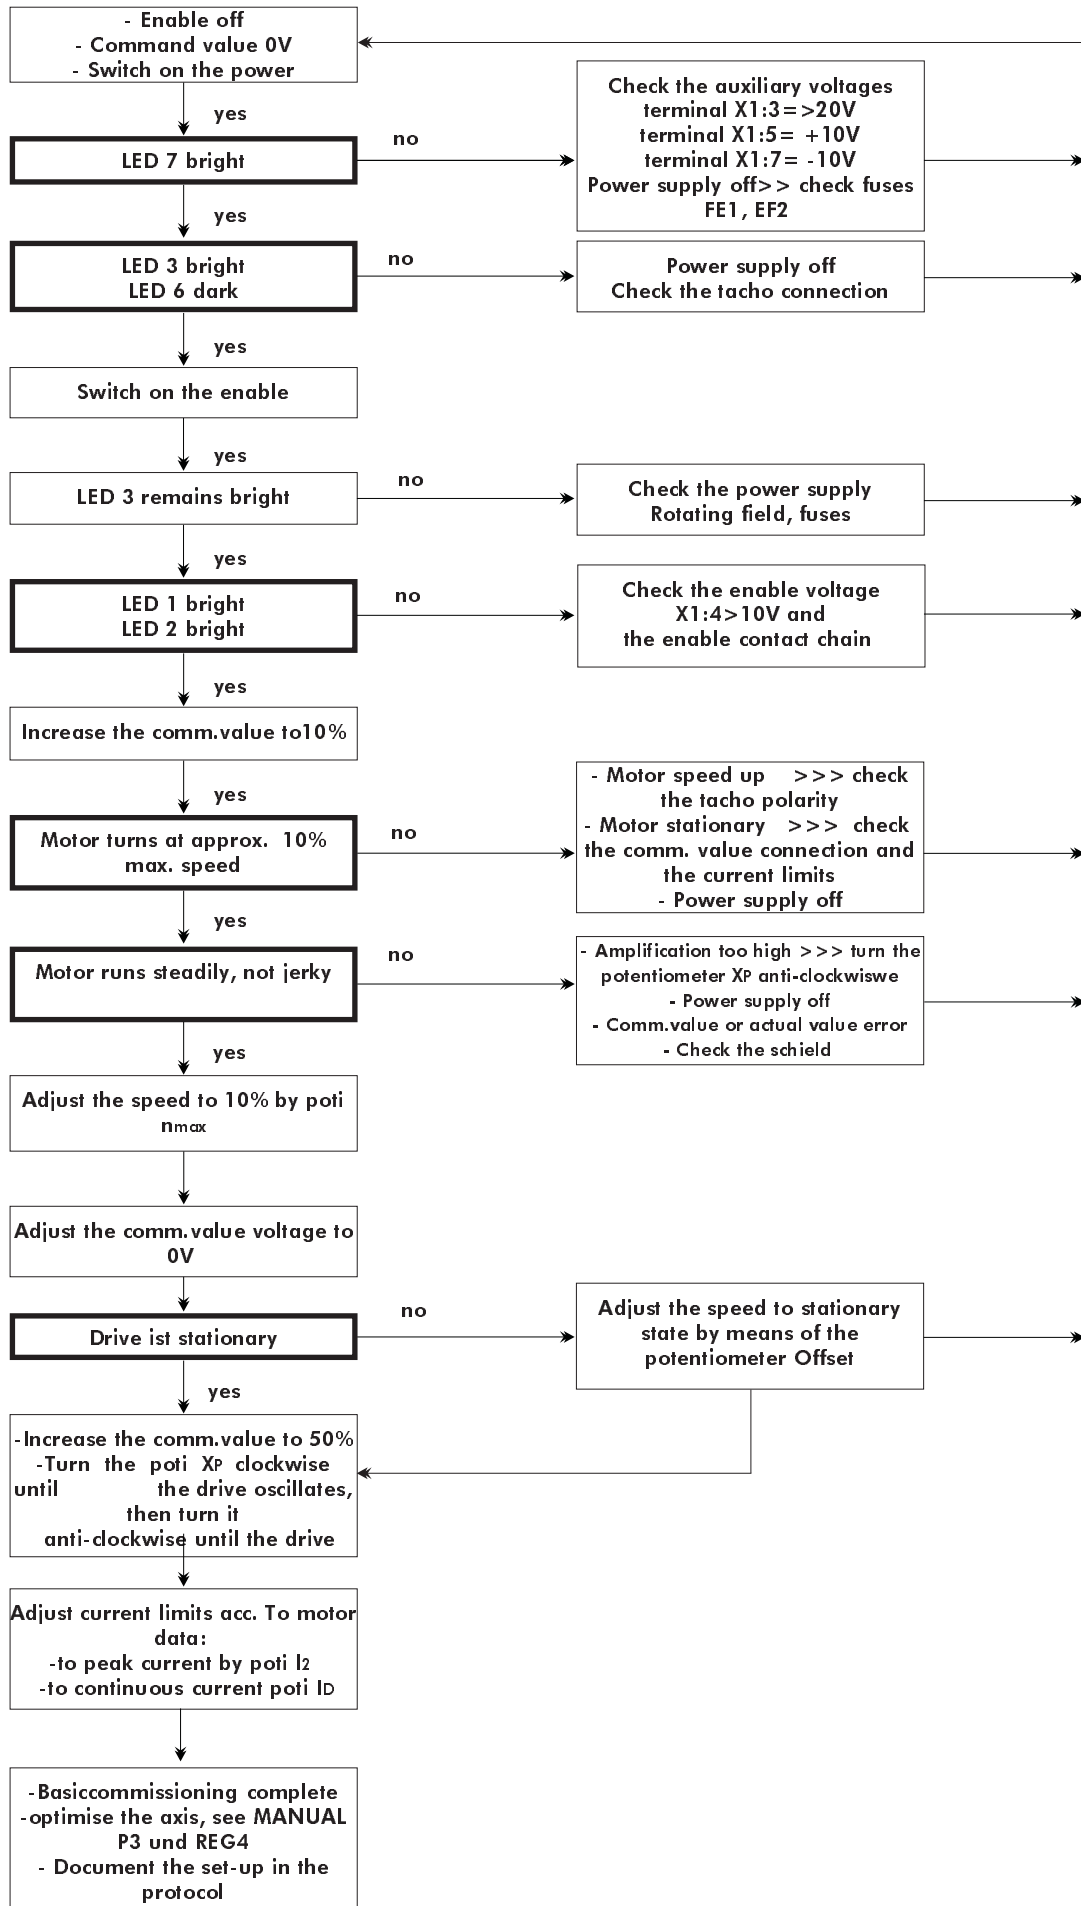 - Enable off
- Command value 0V
- Switch on the power
yes
LED 7 bright
no
Check the auxiliary voltages
terminal X1:3=>20V
terminal X1:5= +10V
terminal X1:7= -10V
Power supply off>> check fuses
FE1, EF2
yes
LED 3 bright
LED 6 dark
no
Power supply off
Check the tacho connection
yes
Switch on the enable
yes
LED 3 remains bright
no
Check the power supply
Rotating field, fuses
yes
LED 1 bright
LED 2 bright
no
Check the enable voltage
X1:4>10V and
the enable contact chain
yes
Increase the comm.value to10%
yes
Motor turns at approx. 10%
max. speed
no
- Motor speed up >>> check
the tacho polarity
- Motor stationary >>> check
the comm. value connection and
the current limits
- Power supply off
yes
Motor runs steadily, not jerky
no
- Amplification too high >>> turn the
potentiometer XP anti-clockwiswe
- Power supply off
- Comm.value or actual value error
- Check the schield
yes
Adjust the speed to 10% by poti
nmax
Adjust the comm.value voltage to
0V
Drive ist stationary
no
Adjust the speed to stationary
state by means of the
potentiometer Offset
yes
-Increase the comm.value to 50%
-Turn the poti XP clockwise
until the drive oscillates,
then turn it
anti-clockwise until the drive
Adjust current limits acc. To motor
data:
-to peak current by poti I2
-to continuous current poti ID
-Basiccommissioning complete
-optimise the axis, see MANUAL
P3 und REG4
- Document the set-up in the
protocol